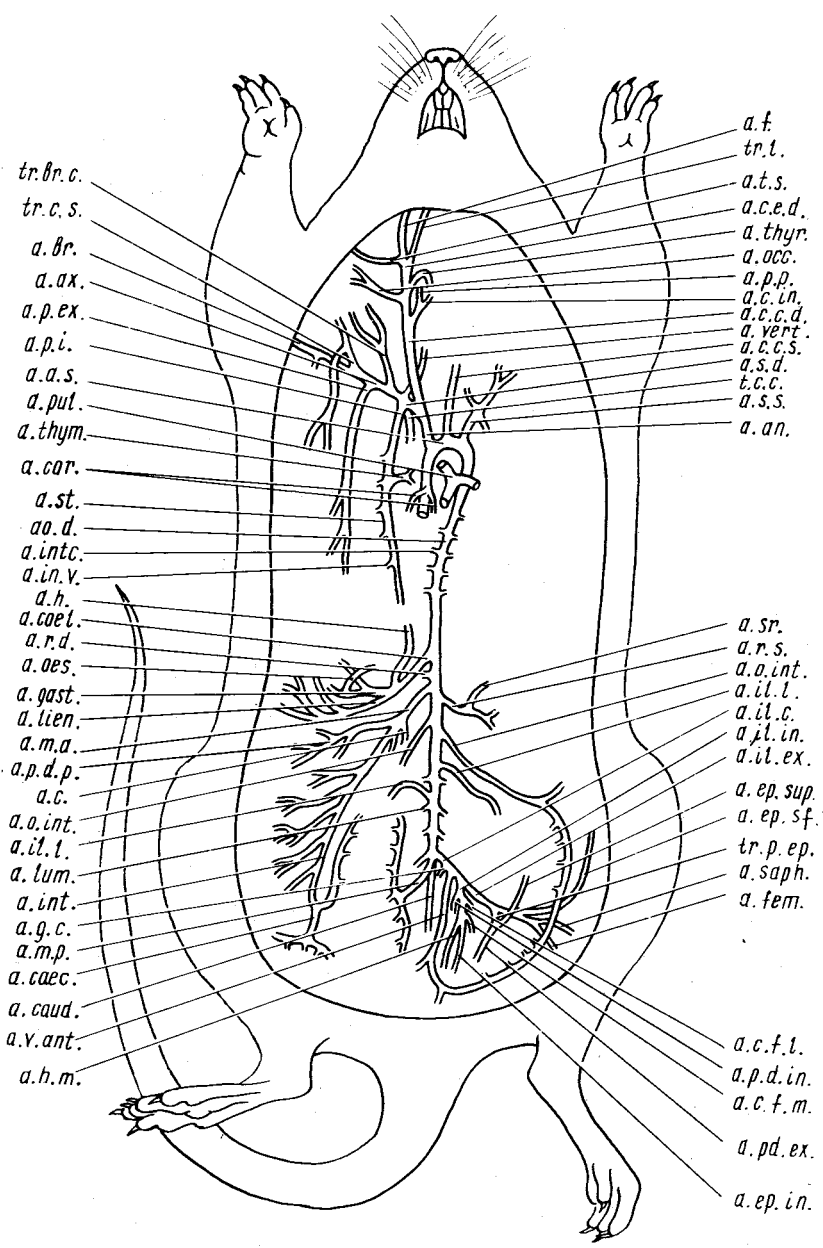 tr.br.c.
tr.c.s.
a.br.
a.ax.
a.p.ex.
a.p.i.
a.a.s.
a.pul.
a.thym.
a.cor.
a.st.
ao.d.
a.intc.
a.in.v.
a.h.
a.coel.
a.r.d.
a.oes.
a.gast.
a.lien.
a.m.a.
a.p.d.p.
a.c.
a.o.int.
a.il.l.
a.lum.
a.int.
a.g.c.
a.m.p.
a.caec.
a.caud.
a.v.ant.
a.h.m.
a.f.
tr.l.
a.t.s.
a.c.e.d.
a.thyr.
a.occ.
a.p.p.
a.c.in.
a.c.c.d.
a.vert.
a.c.c.s.
a.s.d.
t.c.c.
a.s.s.
a.an.
a.sr.
a.r.s.
a.o.int.
a.il.l.
a.il.c.
a.jl.in.
a.il.ex.
a.ep.sup.
a.ep.sf.
tr.p.ep.
a.saph.
a.fem.
a.c.f.l.
a.p.d.in.
a.c.f.m.
a.pd.ex.
a.ep.in.